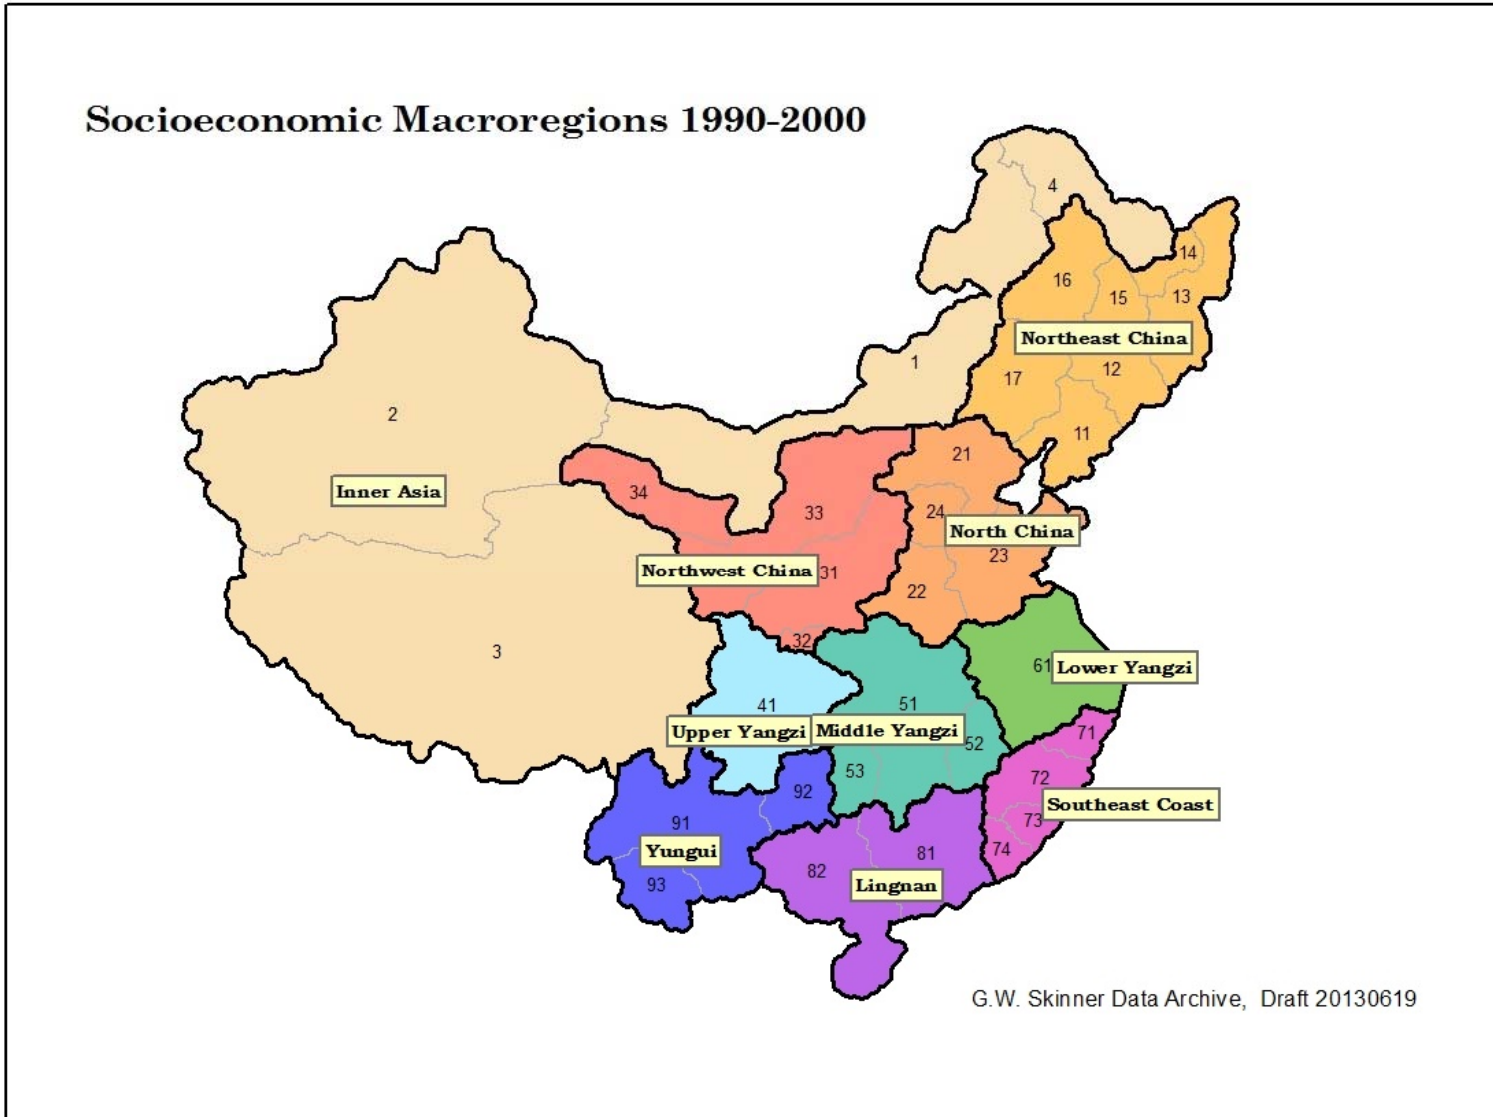 Socioeconomic Macroregions 1990-2000
4
14
16
15
13
Northeast China
1
12
17
2
11
21
Inner Asia
34
33
24
North China
23
Northwest China
31
22
32
3
61
Lower Yangzi
41
51
Upper Yangzi
Middle Yangzi
71
52
53
72
92
Southeast Coast
91
73
Yungui
74
81
82
93
Lingnan
G.W. Skinner Data Archive, Draft 20130619